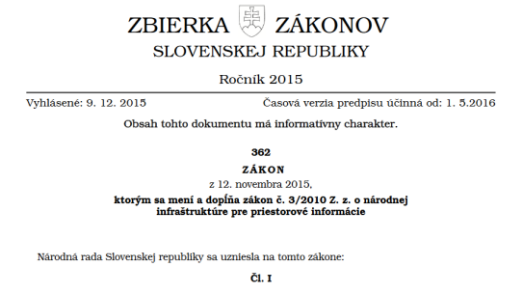 ZBIERKA ZÁKONOV
SLOVENSKEJ REPUBLIKY
Ročník 2015
Vyhlásené: 9. 12. 2015 Časová verzia predpisu účinná od: 1. 5.2016
Obsah tohto dokumentu má informatívny charakter.
362
ZÁKON
z 12. novembra 2015,
ktorým sa mení a dopĺňa zákon č. 3/2010 Z. z. o národnej
infraštruktúre pre priestorové informácie
Národná rada Slovenskej republiky sa uzniesla na tomto zákone:
Čl. I